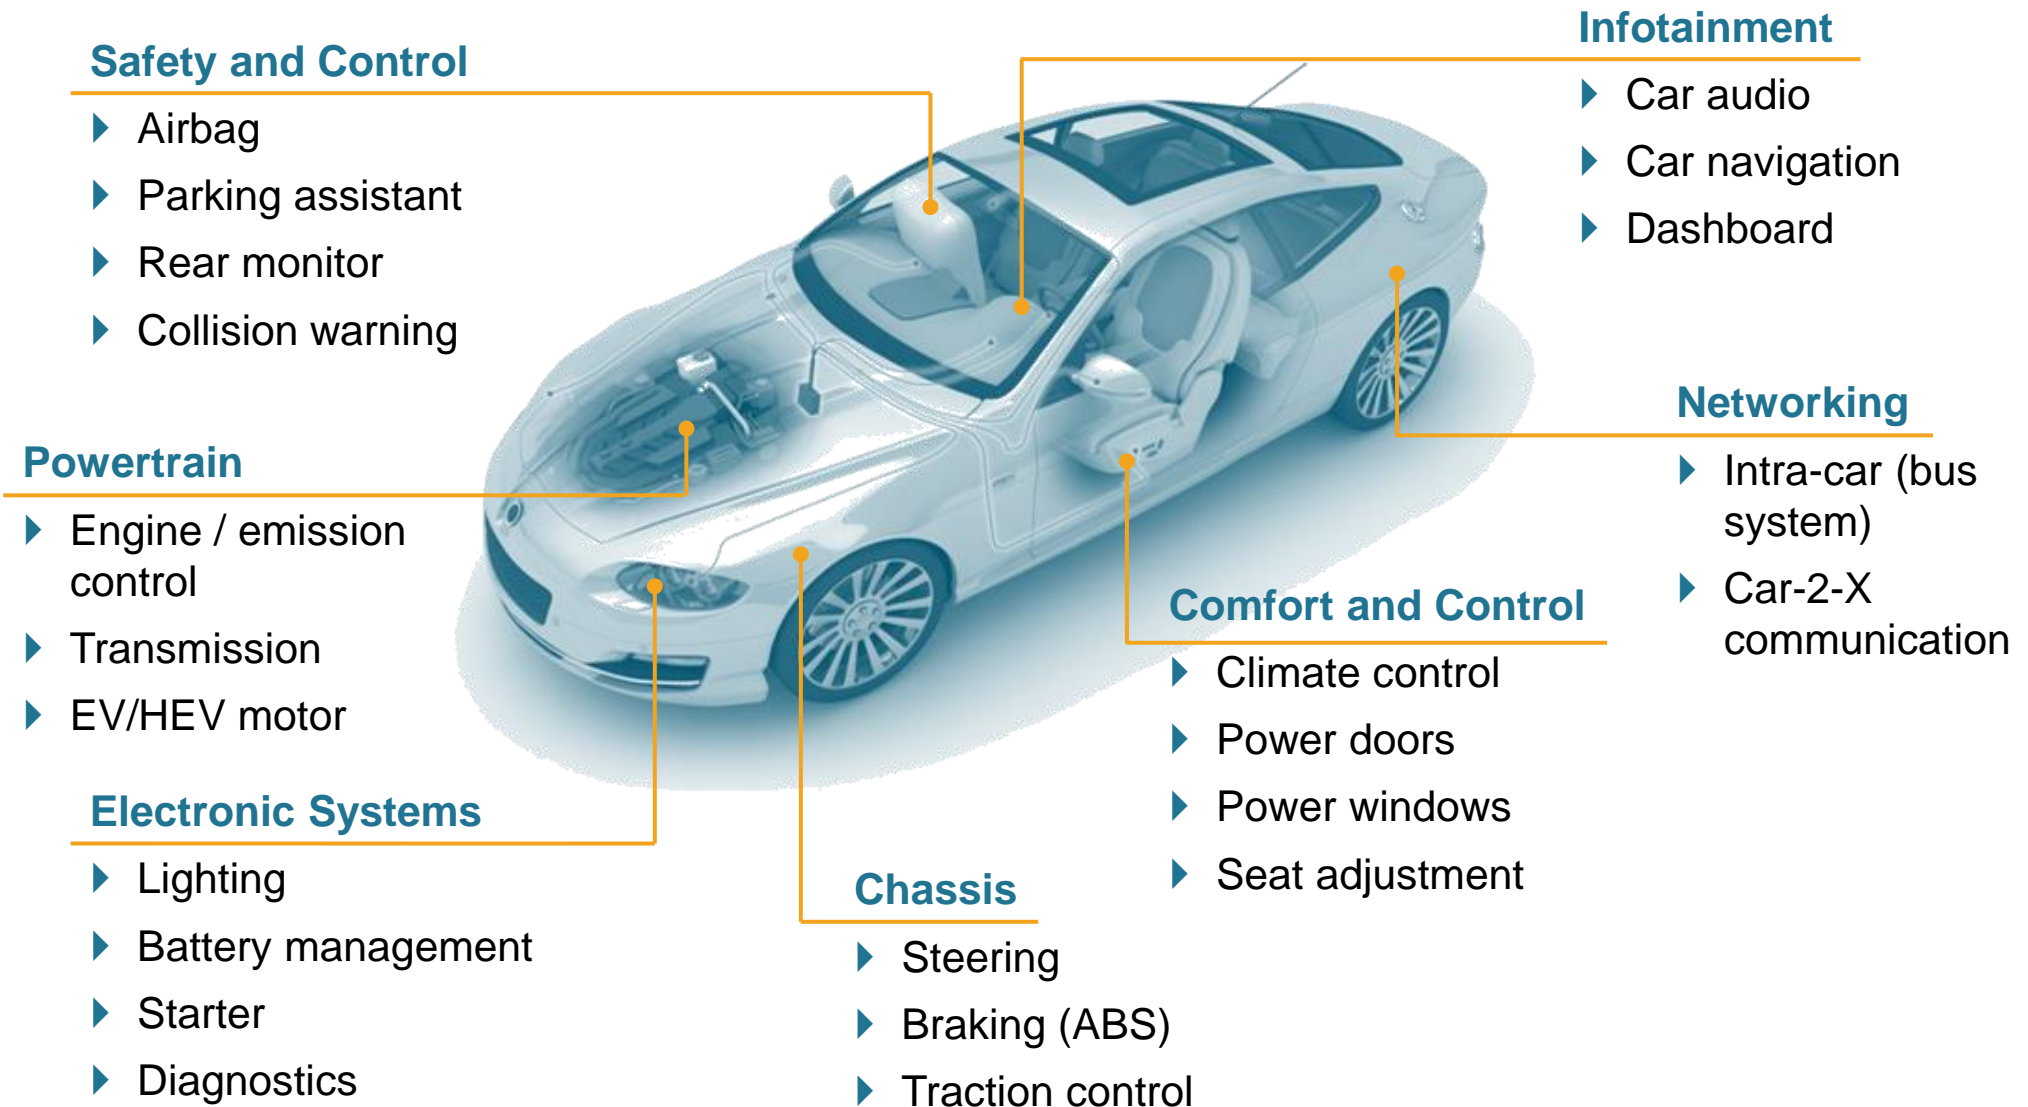 Safety and Control
Airbag
Parking assistant
Rear monitor
Collision warning
Infotainment
Car audio
Car navigation
Dashboard
Powertrain
Engine / emission
control
Transmission
EV/HEV motor
Networking
Intra-car (bus
system)
Car-2-X
communication
Comfort and Control
Climate control
Power doors
Power windows
Seat adjustment
Electronic Systems
Lighting
Battery management
Starter
Diagnostics
Chassis
Steering
Braking (ABS)
Traction control